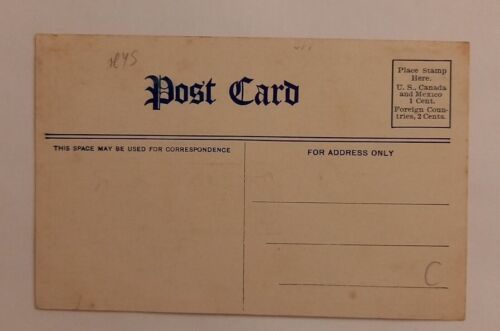 Post Card
Place Stamp
Here.
U. S., Canada
and Mexico
1 Cent.
Foreign Coun-
tries, 2 Cents.
THIS SPACE MAY BE USED FOR CORRESPONDENCE
FOR ADDRESS ONLY
C